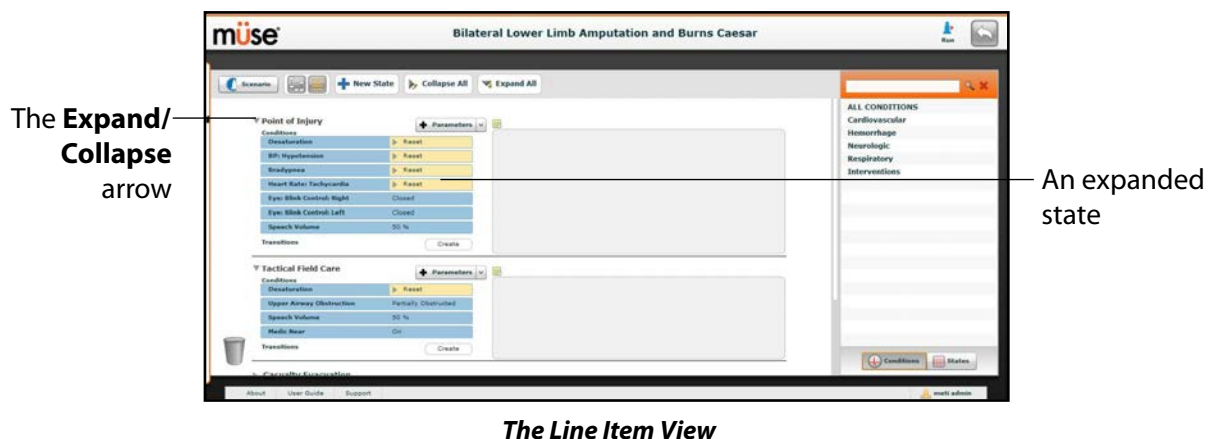 müse
Bilateral Lower Limb Amputation and Burns Caesar
Run
Scenario
New State
Collapse All
Expand All
The Expand/
Collapse
arrow
Point of Injury
Parameters
Conditions
Desaturation
Reset
BP: Hypotension
Reset
Bradypnea
Reset
Heart Rate: Tachycardia
Reset
Eye: Blink Control: Right
Closed
Eye: Blink Control: Left
Closed
Speech Volume
50 %
Transitions
Create
Tactical Field Care
Parameters
Conditions
Desaturation
Reset
Upper Airway Obstruction
Partially Obstructed
Speech Volume
50 %
Medic Near
On
Transitions
Create
Casualty Evacuation
ALL CONDITIONS
Cardiovascular
Hemorrhage
Neurologic
Respiratory
Interventions
Conditions
States
An expanded
state
About
User Guide
Support
meti admin
The Line Item View